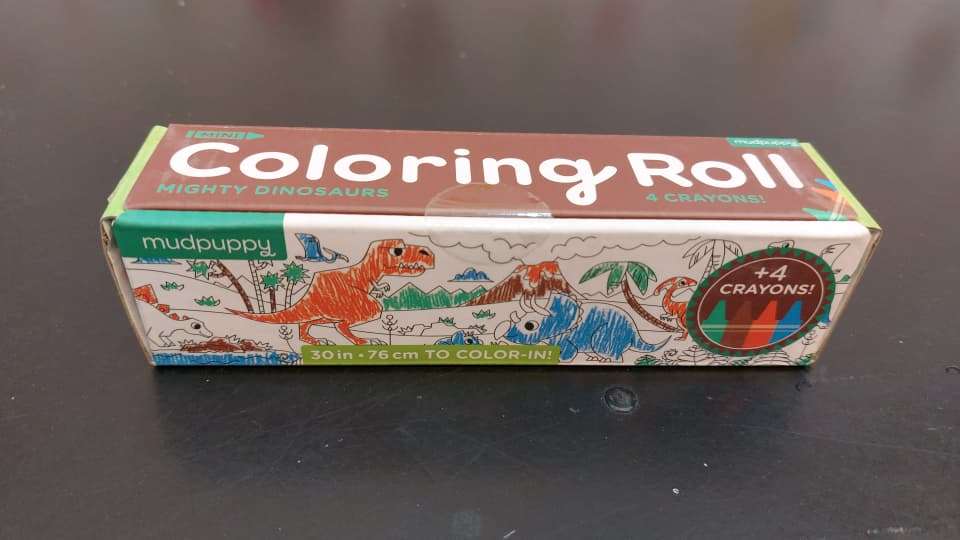 MINI
mudpuppy
Coloring Roll
MIGHTY DINOSAURS
4 CRAYONS!
mudpuppy
+4
CRAYONS!
30 in • 76 cm TO COLOR-IN!